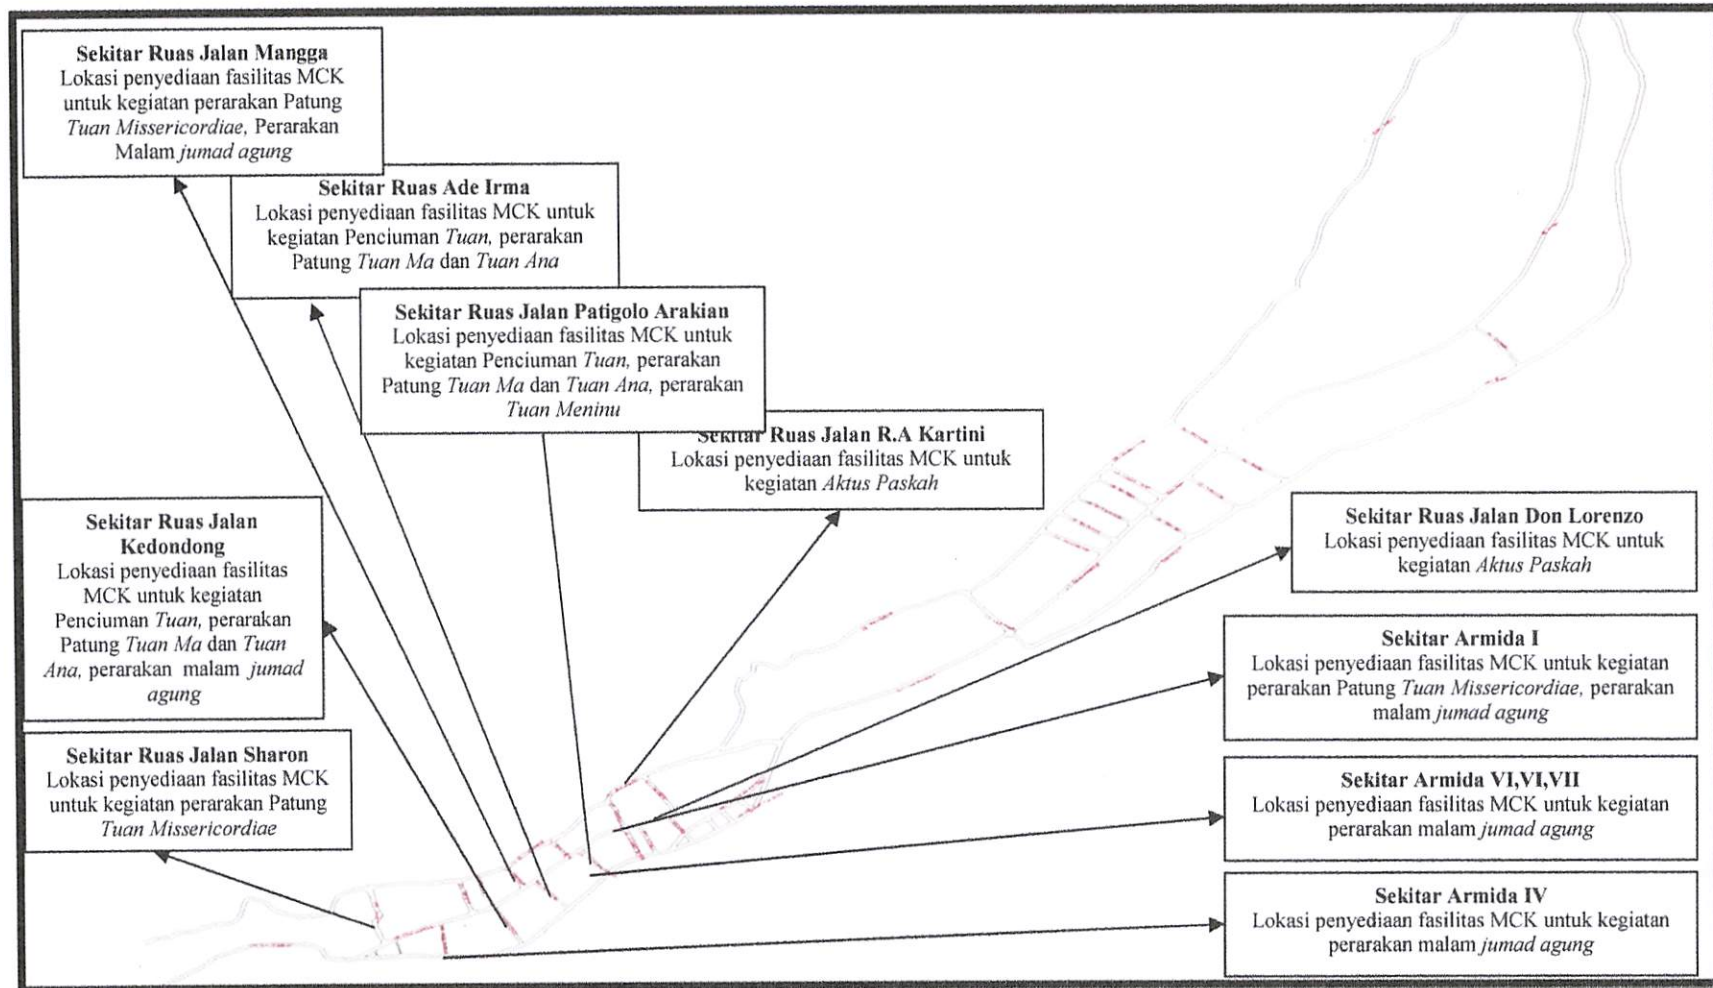 Sekitar Ruas Jalan Mangga
Lokasi penyediaan fasilitas MCK
untuk kegiatan perarakan Patung
Tuan Missericordiae, Perarakan
Malam jumad agung
Sekitar Ruas Ade Irma
Lokasi penyediaan fasilitas MCK untuk
kegiatan Penciuman Tuan, perarakan
Patung Tuan Ma dan Tuan Ana
Sekitar Ruas Jalan Patigolo Arakian
Lokasi penyediaan fasilitas MCK untuk
kegiatan Penciuman Tuan, perarakan
Patung Tuan Ma dan Tuan Ana, perarakan
Tuan Meninu
Sekitar Ruas Jalan R.A Kartini
Lokasi penyediaan fasilitas MCK untuk
kegiatan Aktus Paskah
Sekitar Ruas Jalan
Kedondong
Lokasi penyediaan fasilitas
MCK untuk kegiatan
Penciuman Tuan, perarakan
Patung Tuan Ma dan Tuan
Ana, perarakan malam jumad
agung
Sekitar Ruas Jalan Sharon
Lokasi penyediaan fasilitas MCK
untuk kegiatan perarakan Patung
Tuan Missericordiae
Sekitar Ruas Jalan Don Lorenzo
Lokasi penyediaan fasilitas MCK untuk
kegiatan Aktus Paskah
Sekitar Armida I
Lokasi penyediaan fasilitas MCK untuk kegiatan
perarakan Patung Tuan Missericordiae, perarakan
malam jumad agung
Sekitar Armida VI,VI,VII
Lokasi penyediaan fasilitas MCK untuk kegiatan
perarakan malam jumad agung
Sekitar Armida IV
Lokasi penyediaan fasilitas MCK untuk kegiatan
perarakan malam jumad agung